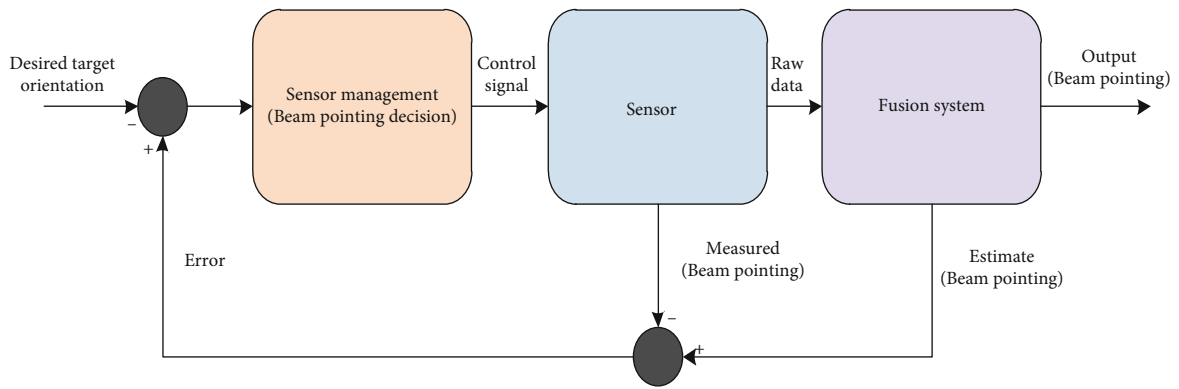 Desired target
orientation
−
+
Sensor management
(Beam pointing decision)
Control
signal
Sensor
Raw
data
Fusion system
Output
(Beam pointing)
Error
Measured
(Beam pointing)
Estimate
(Beam pointing)
−
+